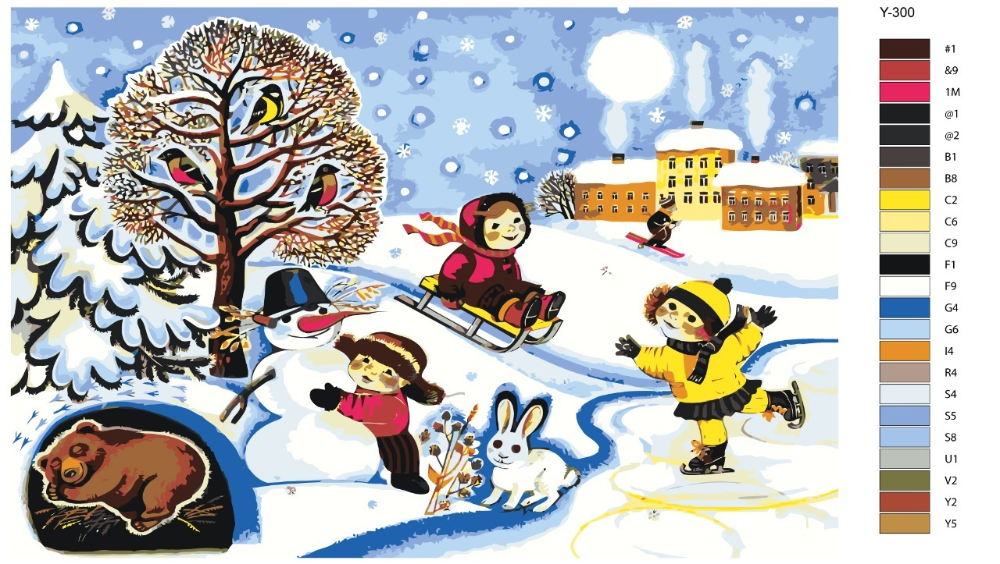 Y-300
#1
&9
1M
@1
@2
B1
B8
C2
C6
C9
F1
F9
G4
G6
I4
R4
S4
S5
S8
U1
V2
Y2
Y5